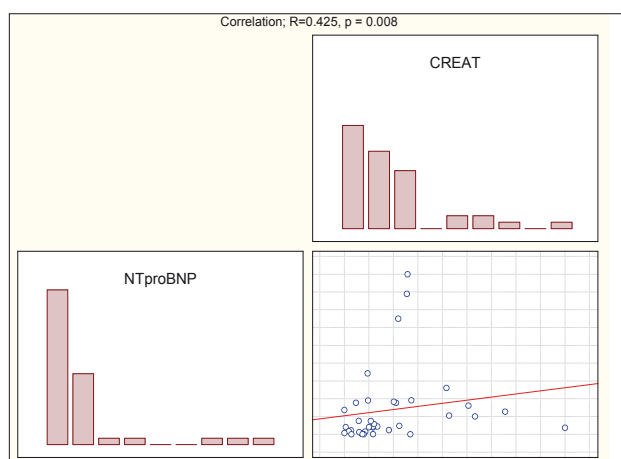 Correlation; R=0.425, p = 0.008
CREAT
NTproBNP